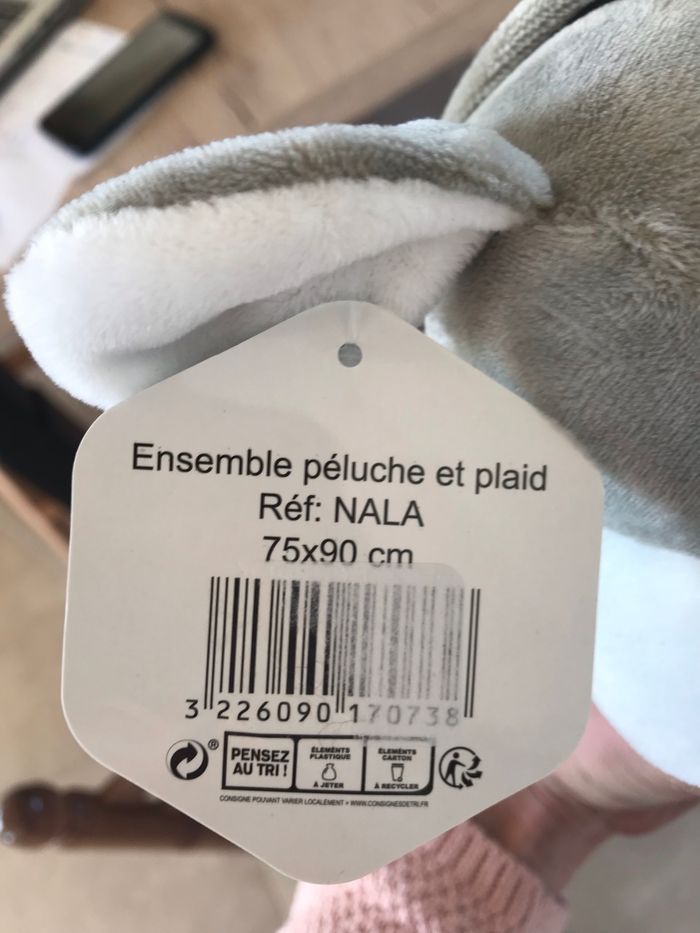 Ensemble péluche et plaid
Réf: NALA
75x90 cm
3 226090 170738
®
PENSEZ
AU TRI !
ÉLÉMENTS
PLASTIQUE
À JETER
ÉLÉMENTS
CARTON
À RECYCLER
CONSIGNE POUVANT VARIER LOCALEMENT > WWW.CONSIGNESDETRI.FR